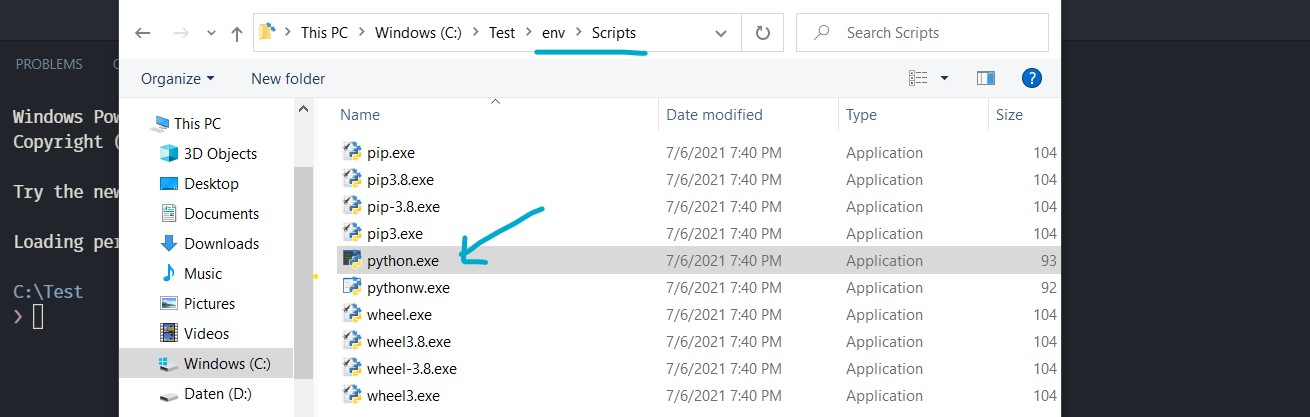 This PC > Windows (C:) > Test > env > Scripts
Search Scripts
Organize
New folder
?
PROBLEMS
Windows Pow
Copyright (
Try the new
Loading per
C:\Test
❯
This PC
3D Objects
Desktop
Documents
Downloads
Music
Pictures
Videos
Windows (C:)
Daten (D:)
Name Date modified Type Size
pip.exe 7/6/2021 7:40 PM Application 104
pip3.8.exe 7/6/2021 7:40 PM Application 104
pip-3.8.exe 7/6/2021 7:40 PM Application 104
pip3.exe 7/6/2021 7:40 PM Application 104
python.exe 7/6/2021 7:40 PM Application 93
pythonw.exe 7/6/2021 7:40 PM Application 92
wheel.exe 7/6/2021 7:40 PM Application 104
wheel3.8.exe 7/6/2021 7:40 PM Application 104
wheel-3.8.exe 7/6/2021 7:40 PM Application 104
wheel3.exe 7/6/2021 7:40 PM Application 104